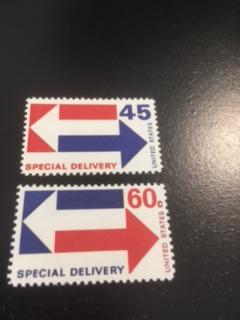 45
UNITED STATES
SPECIAL DELIVERY
60c
UNITED STATES
SPECIAL DELIVERY